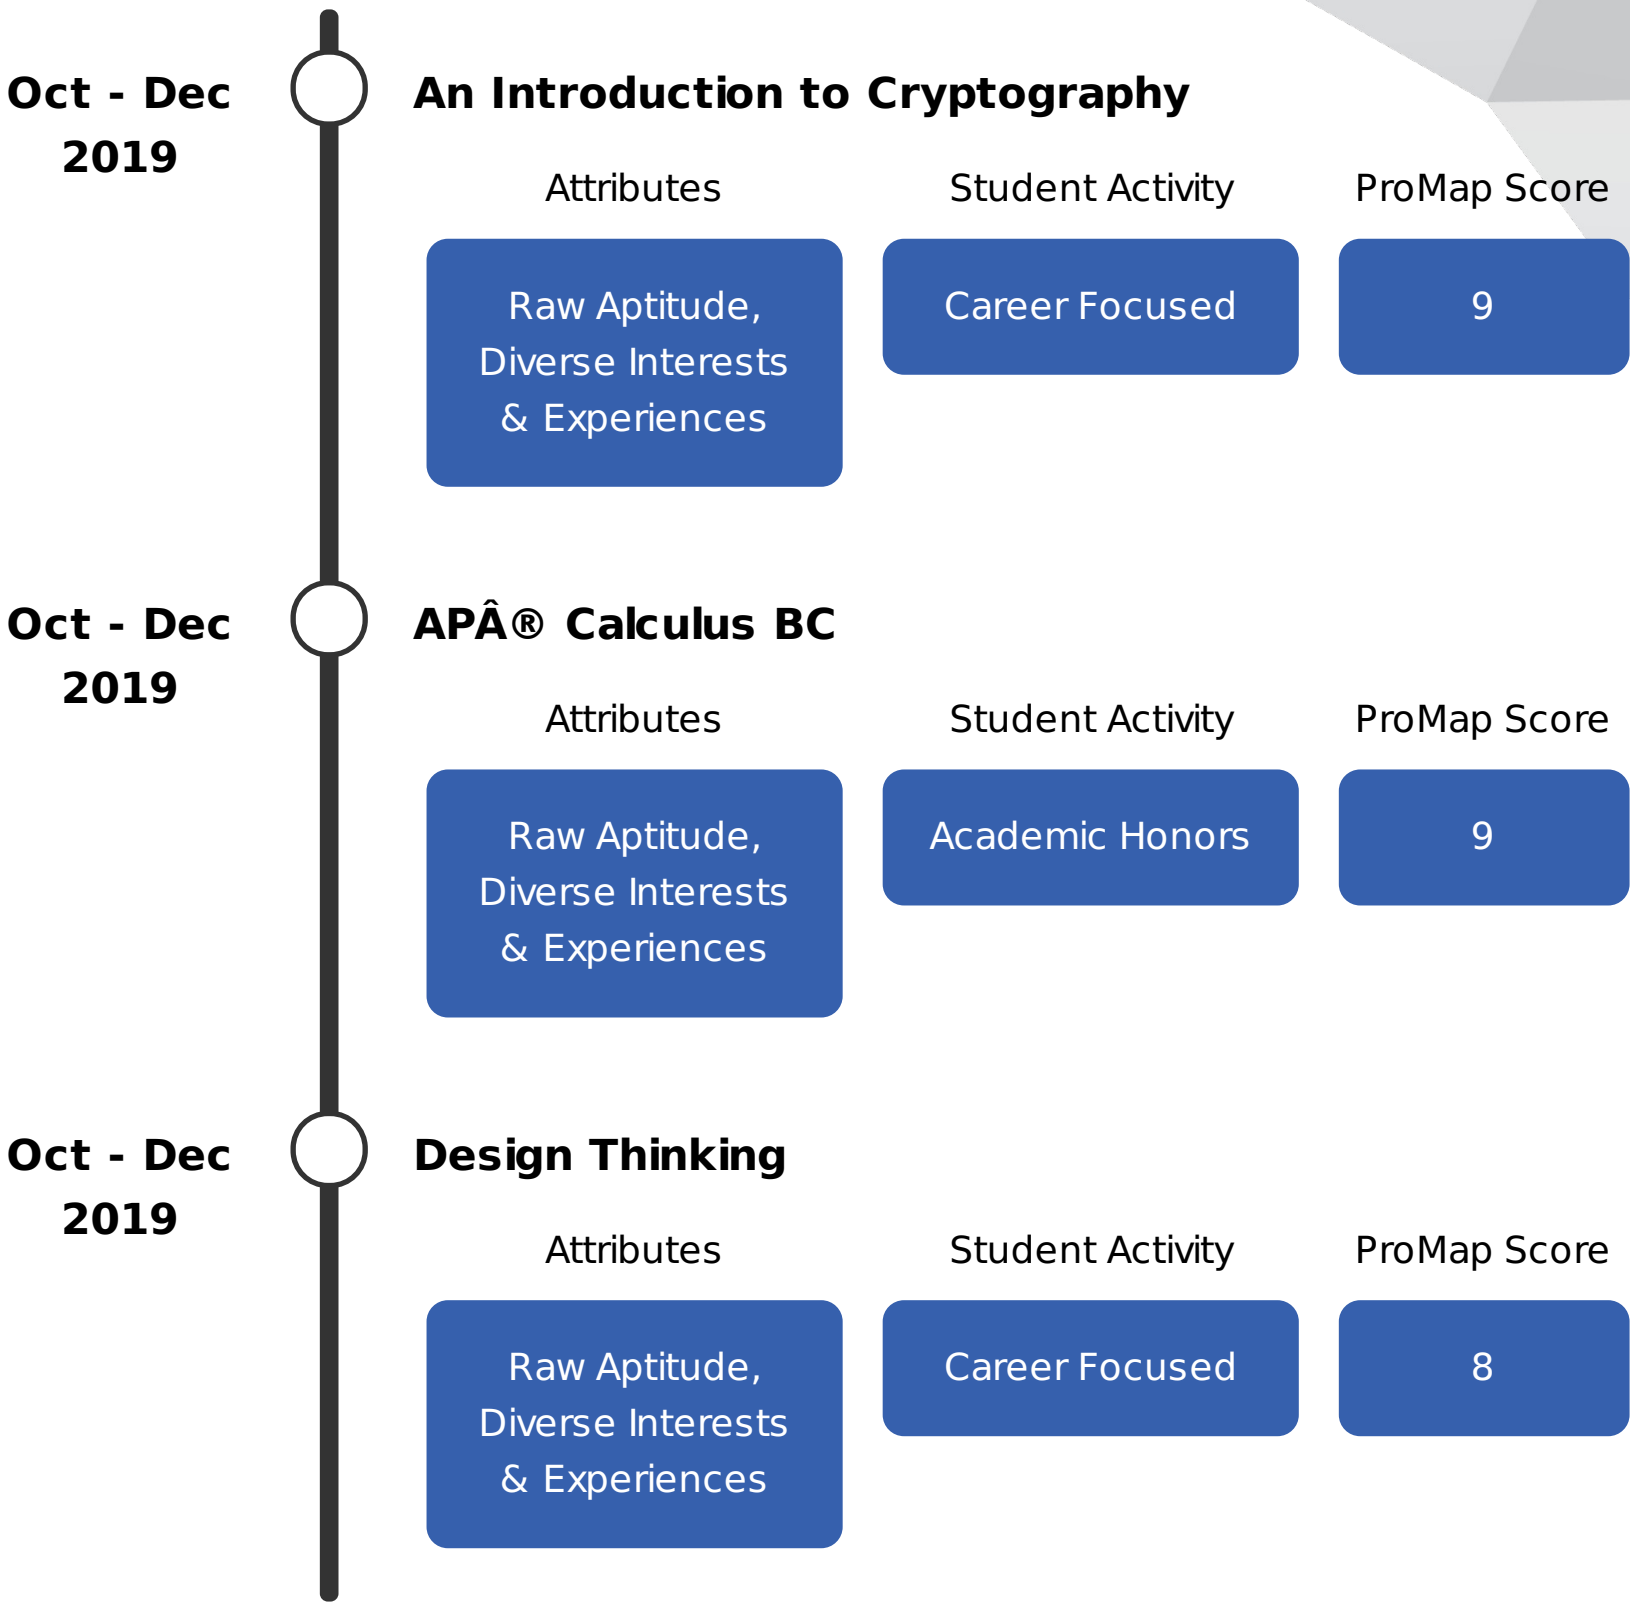 Oct - Dec
2019
An Introduction to Cryptography
Attributes
Student Activity
ProMap Score
Raw Aptitude,
Diverse Interests
& Experiences
Career Focused
9
Oct - Dec
2019
APÂ® Calculus BC
Attributes
Student Activity
ProMap Score
Raw Aptitude,
Diverse Interests
& Experiences
Academic Honors
9
Oct - Dec
2019
Design Thinking
Attributes
Student Activity
ProMap Score
Raw Aptitude,
Diverse Interests
& Experiences
Career Focused
8